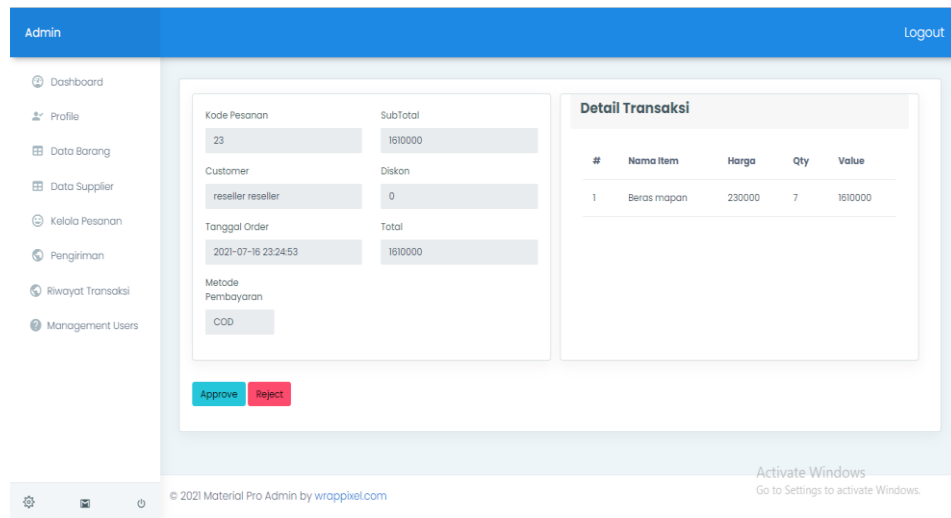 Admin
Logout
Dashboard
Profile
Data Barang
Data Supplier
Kelola Pesanan
Pengiriman
Riwayat Transaksi
Management Users
Kode Pesanan
23
Customer
reseller reseller
Tanggal Order
2021-07-16 23:24:53
Metode
Pembayaran
COD
SubTotal
1610000
Diskon
0
Total
1610000
Approve Reject
Detail Transaksi
# Nama Item Harga Qty Value
1 Beras mapan 230000 7 1610000
Activate Windows
Go to Settings to activate Windows.
© 2021 Material Pro Admin by wrappixel.com